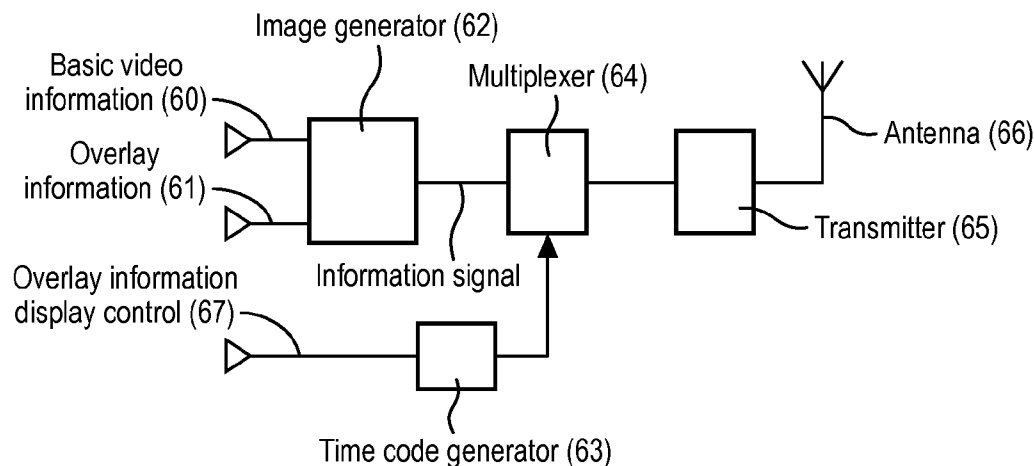 Image generator (62)
Basic video
information (60)
Multiplexer (64)
Antenna (66)
Overlay
information (61)
Transmitter (65)
Information signal
Overlay information
display control (67)
Time code generator (63)